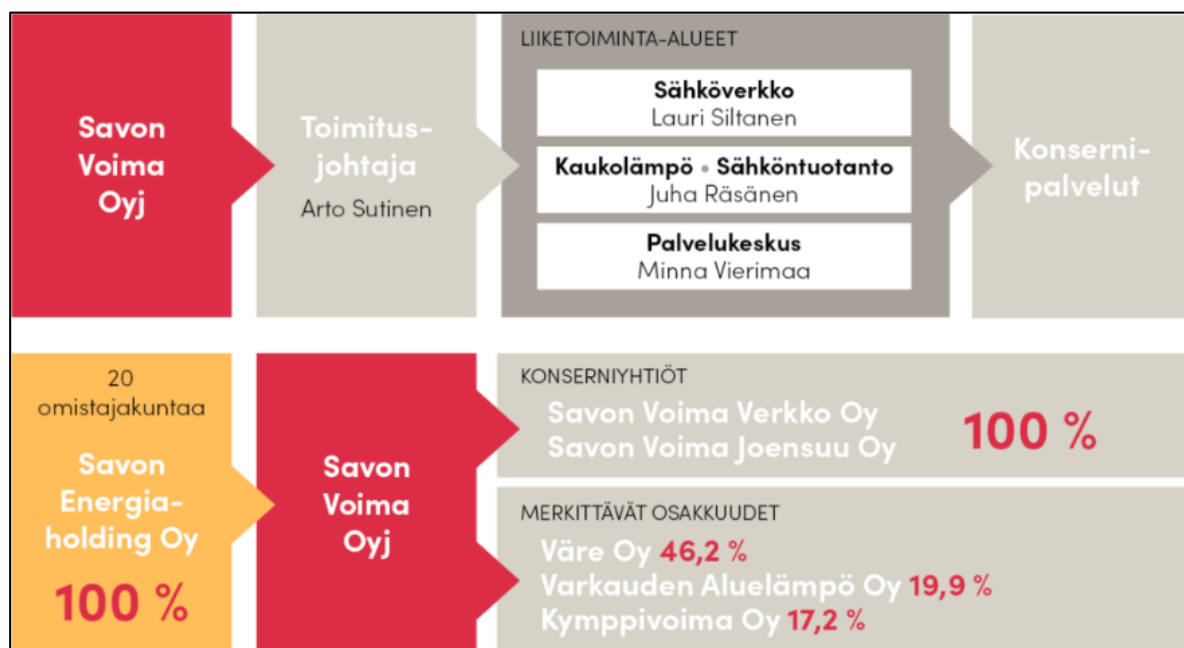 Savon
Voima
Oyj
Toimitus-
johtaja
Arto Sutinen
LIIKETOIMINTA-ALUEET
Sähköverkko
Lauri Siltanen
Kaukolämpö • Sähköntuotanto
Juha Räsänen
Palvelukeskus
Minna Vierimaa
Konserni-
palvelut
20
omistajakuntaa
Savon
Energia-
holding Oy
100 %
Savon
Voima
Oyj
KONSERNIYHTIÖT
Savon Voima Verkko Oy
Savon Voima Joensuu Oy
100 %
MERKITTÄVÄT OSAKKUUDET
Väre Oy 46,2 %
Varkauden Aluelämpö Oy 19,9 %
Kymppivoima Oy 17,2 %